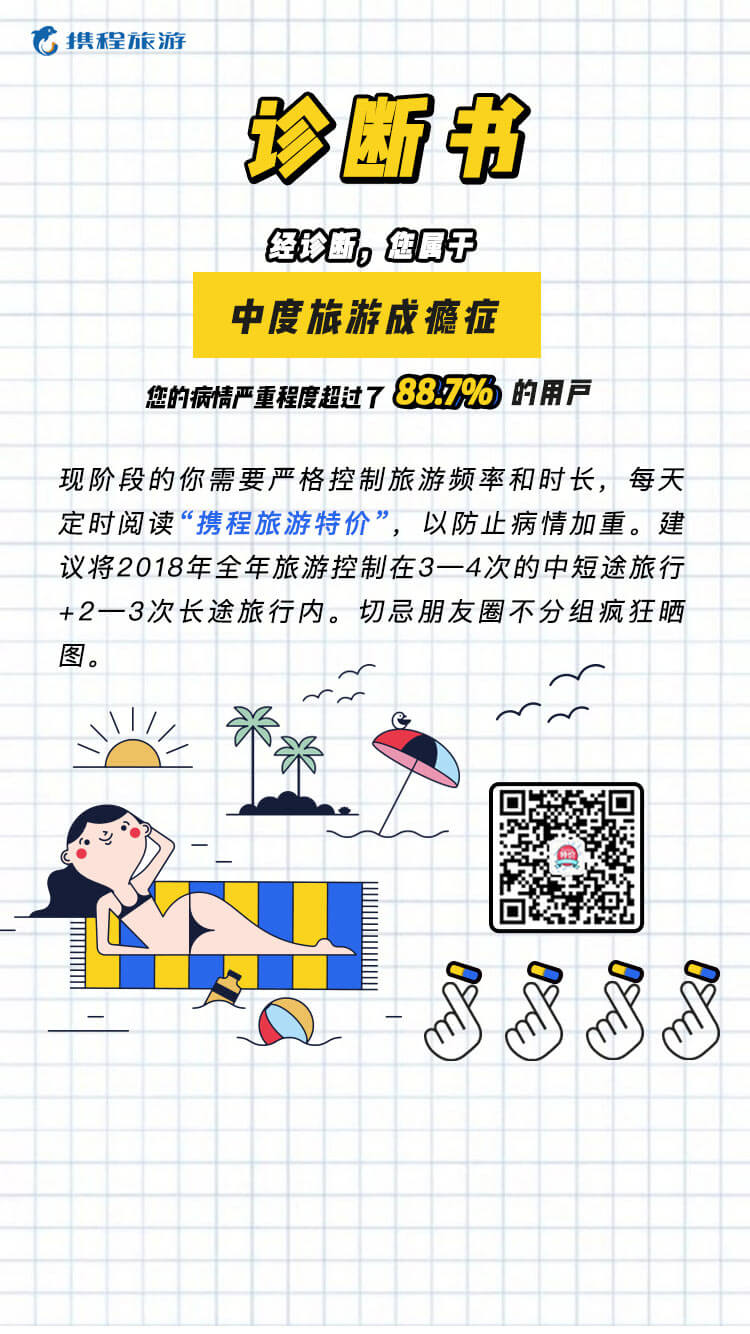 携程旅游
诊断书
经诊断，您属于
中度旅游成瘾症
您的病情严重程度超过了 88.7% 的用户
现阶段的你需要严格控制旅游频率和时长，每天
定时阅读“携程旅游特价”，以防止病情加重。建
议将2018年全年旅游控制在3—4次的中短途旅行
+2—3次长途旅行内。切忌朋友圈不分组疯狂晒
图。
特价